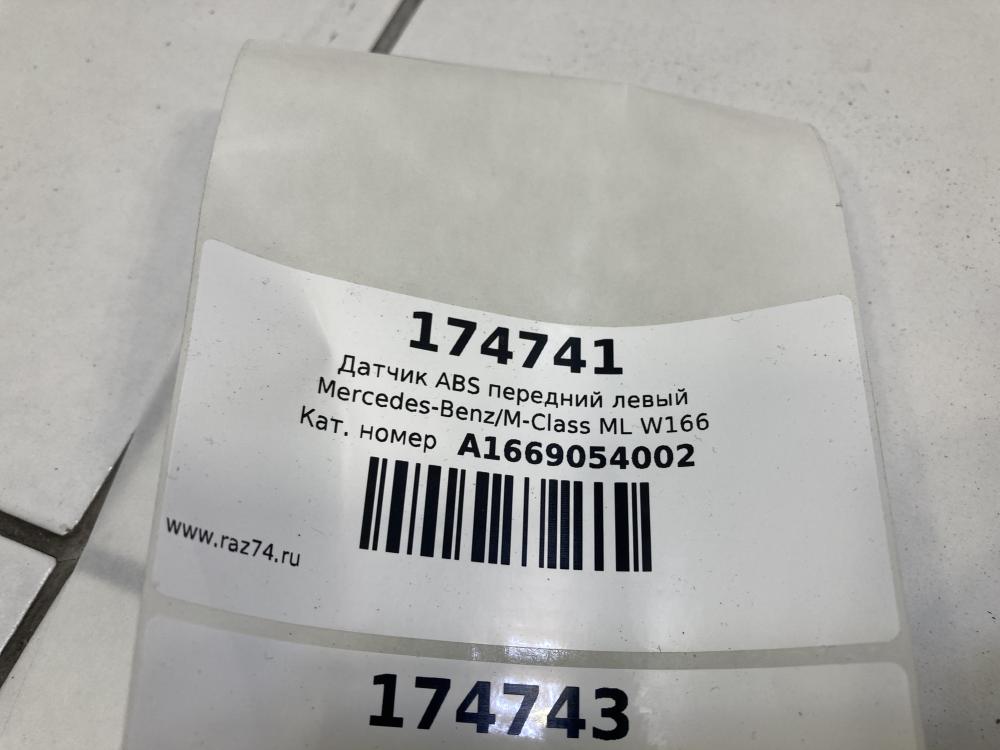 174741
Датчик ABS передний левый
Mercedes-Benz/M-Class ML W166
Кат. номер A1669054002
www.raz74.ru
174743